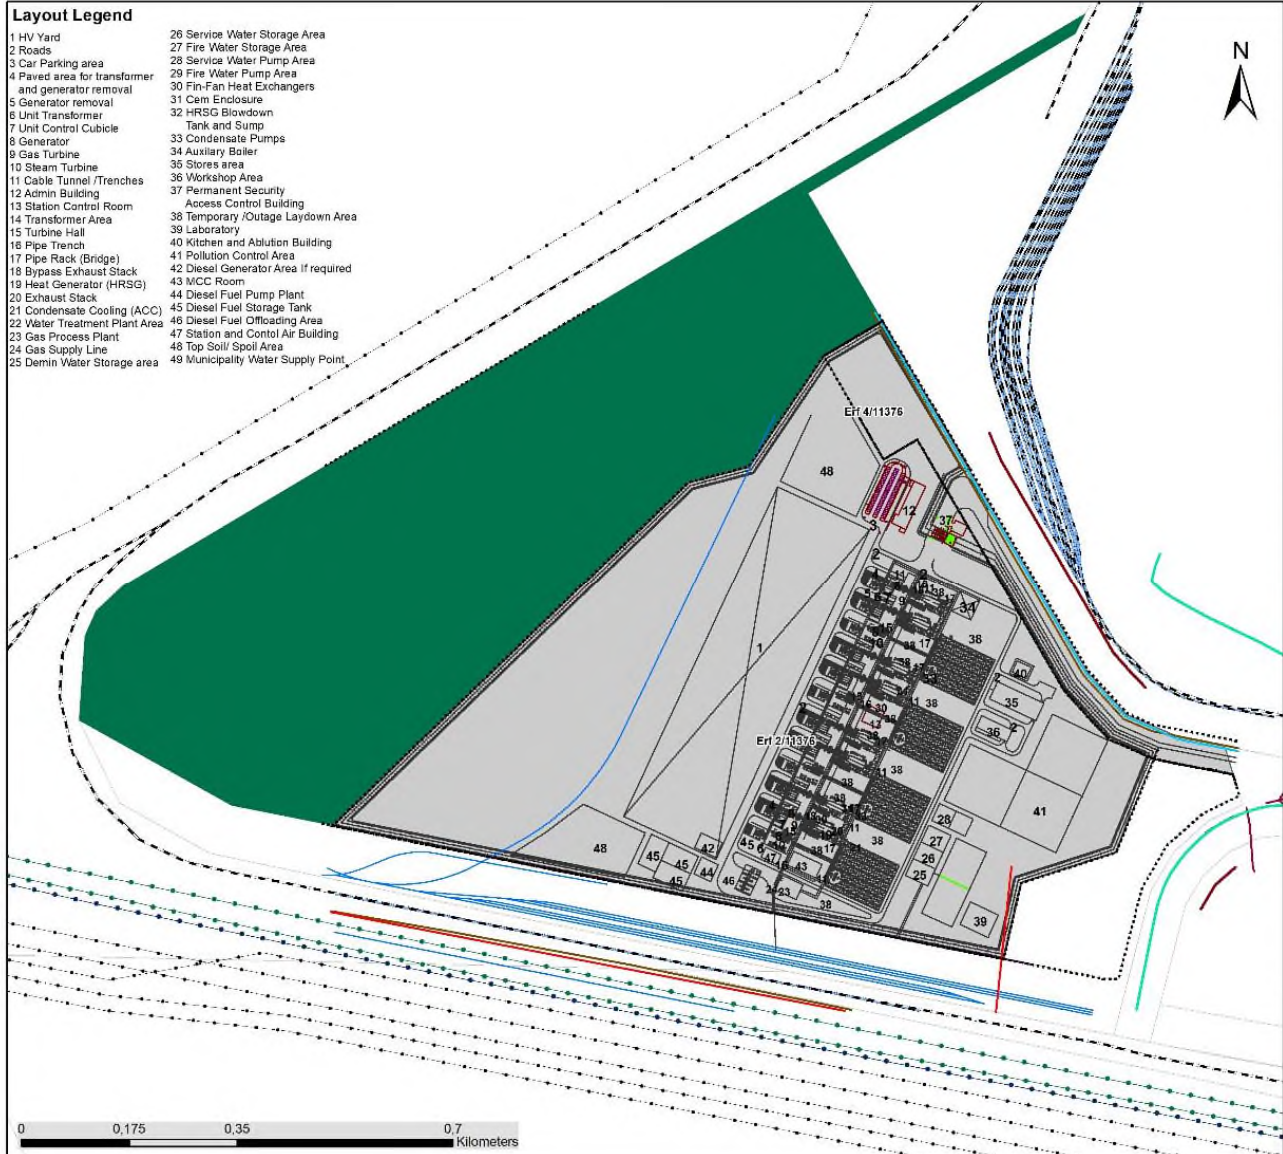 Layout Legend
1 HV Yard
2 Roads
3 Car Parking area
4 Paved area for transformer
and generator removal
5 Generator removal
6 Unit Transformer
7 Unit Control Cubicle
8 Generator
9 Gas Turbine
10 Steam Turbine
11 Cable Tunnel /Trenches
12 Admin Building
13 Station Control Room
14 Transformer Area
15 Turbine Hall
16 Pipe Trench
17 Pipe Rack (Bridge)
18 Bypass Exhaust Stack
19 Heat Generator (HRSG)
20 Exhaust Stack
21 Condensate Cooling (ACC)
22 Water Treatment Plant Area
23 Gas Process Plant
24 Gas Supply Line
25 Demin Water Storage area
26 Service Water Storage Area
27 Fire Water Storage Area
28 Service Water Pump Area
29 Fire Water Pump Area
30 Fin-Fan Heat Exchangers
31 Cem Enclosure
32 HRSG Blowdown
Tank and Sump
33 Condensate Pumps
34 Auxilary Boiler
35 Stores area
36 Workshop Area
37 Permanent Security
Access Control Building
38 Temporary /Outage Laydown Area
39 Laboratory
40 Kitchen and Ablution Building
41 Pollution Control Area
42 Diesel Generator Area If required
43 MCC Room
44 Diesel Fuel Pump Plant
45 Diesel Fuel Storage Tank
46 Diesel Fuel Offloading Area
47 Station and Contol Air Building
48 Top Soil/ Spoil Area
49 Municipality Water Supply Point
N
Erf 4/11376
48
12
37
3
2
34
38
1
40
35
38
36
2
Erf 2/11376
38
41
28
38
27
26
25
48
45
45
45
42
44
46
43
23
38
39
0
0,175
0,35
0,7
Kilometers